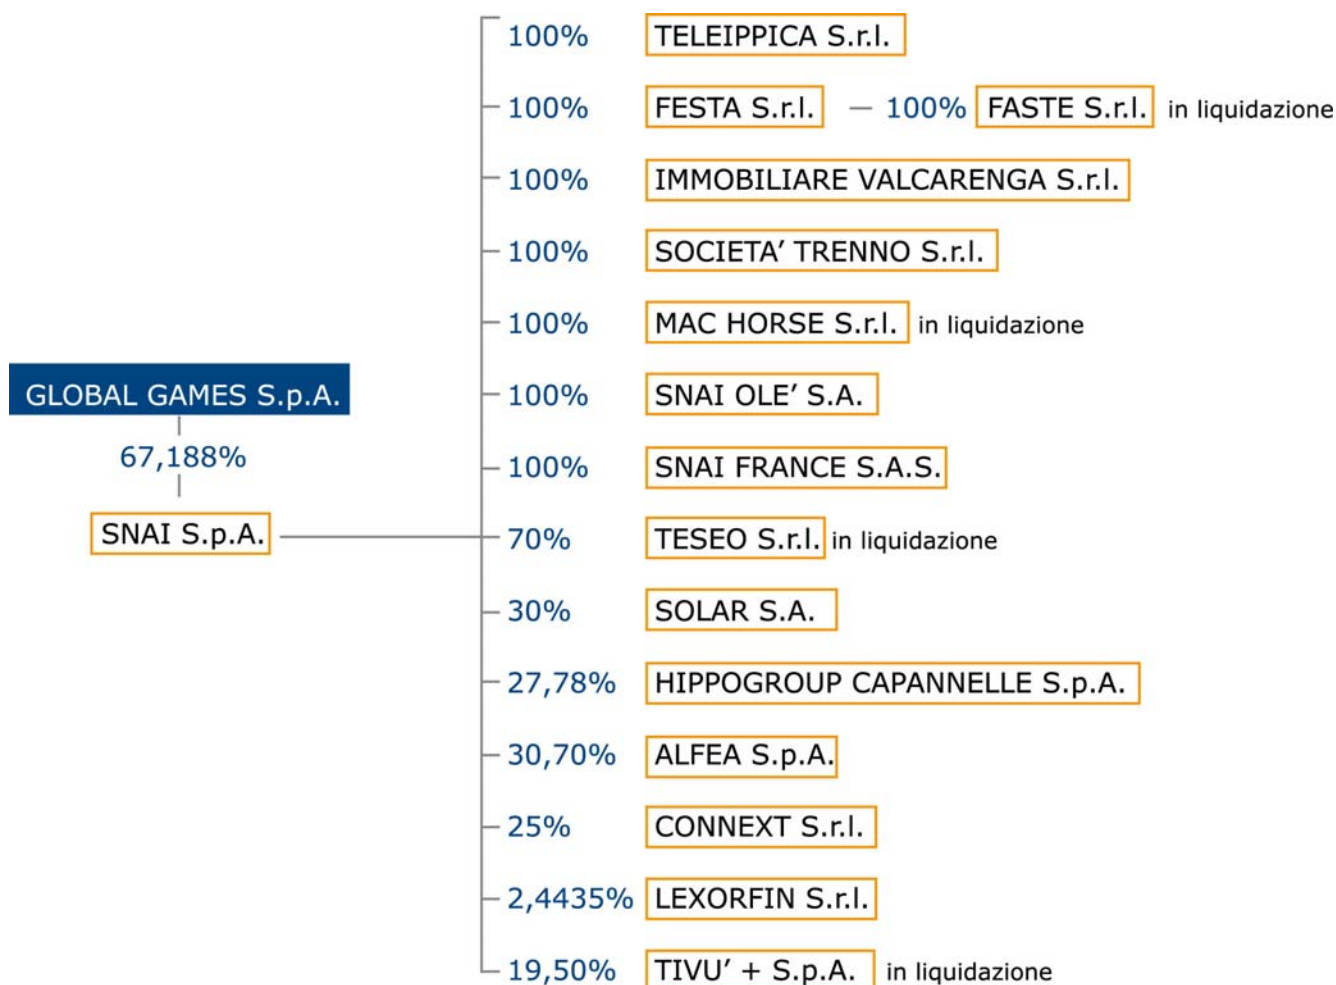 100% TELEIPPICA S.r.l.
100% FESTA S.r.l. 100% FASTE S.r.l. in liquidazione
100% IMMOBILIARE VALCARENGA S.r.l.
100% SOCIETA’ TRENNO S.r.l.
100% MAC HORSE S.r.l. in liquidazione
GLOBAL GAMES S.p.A.
67,188%
SNAI S.p.A.
100% SNAI OLE’ S.A.
100% SNAI FRANCE S.A.S.
70% TESEO S.r.l. in liquidazione
30% SOLAR S.A.
27,78% HIPPOGROUP CAPANNELLE S.p.A.
30,70% ALFEA S.p.A.
25% CONNEXT S.r.l.
2,4435% LEXORFIN S.r.l.
19,50% TIVU’ + S.p.A. in liquidazione